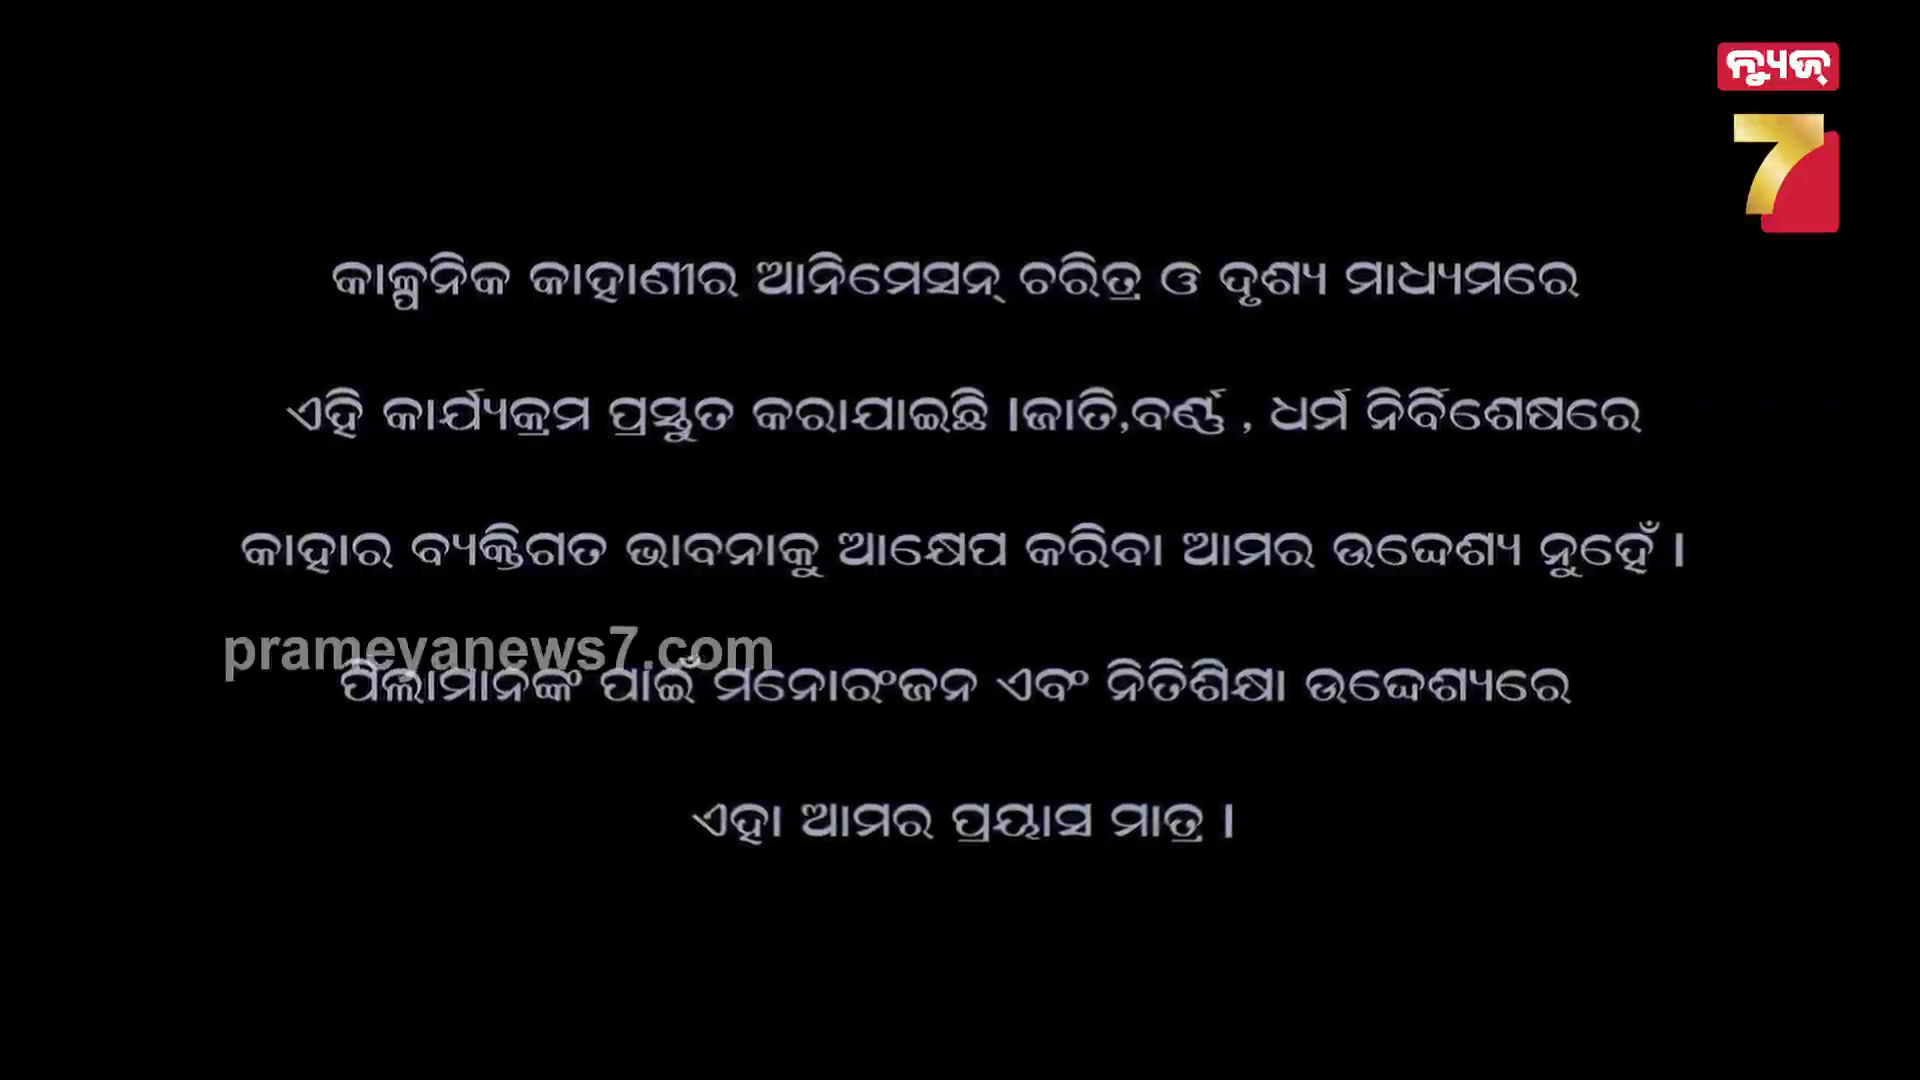 ନ୍ୟୁଜ୍
7
କାଳ୍ପନିକ କାହାଣୀର ଆନିମେସନ୍ ଚରିତ୍ର ଓ ଦୃଶ୍ୟ ମାଧ୍ୟମରେ
ଏହି କାର୍ଯ୍ୟକ୍ରମ ପ୍ରସ୍ତୁତ କରାଯାଇଛି ।ଜାତି,ବର୍ଣ୍ଣ , ଧର୍ମ ନିର୍ବିଶେଷରେ
କାହାର ବ୍ୟକ୍ତିଗତ ଭାବନାକୁ ଆକ୍ଷେପ କରିବା ଆମର ଉଦ୍ଦେଶ୍ୟ ନୁହେଁ ।
prameyanews7.com
ପିଲାମାନଙ୍କ ପାଇଁ ମନୋରଂଜନ ଏବଂ ନିତିଶିକ୍ଷା ଉଦ୍ଦେଶ୍ୟରେ
ଏହା ଆମର ପ୍ରୟାସ ମାତ୍ର ।